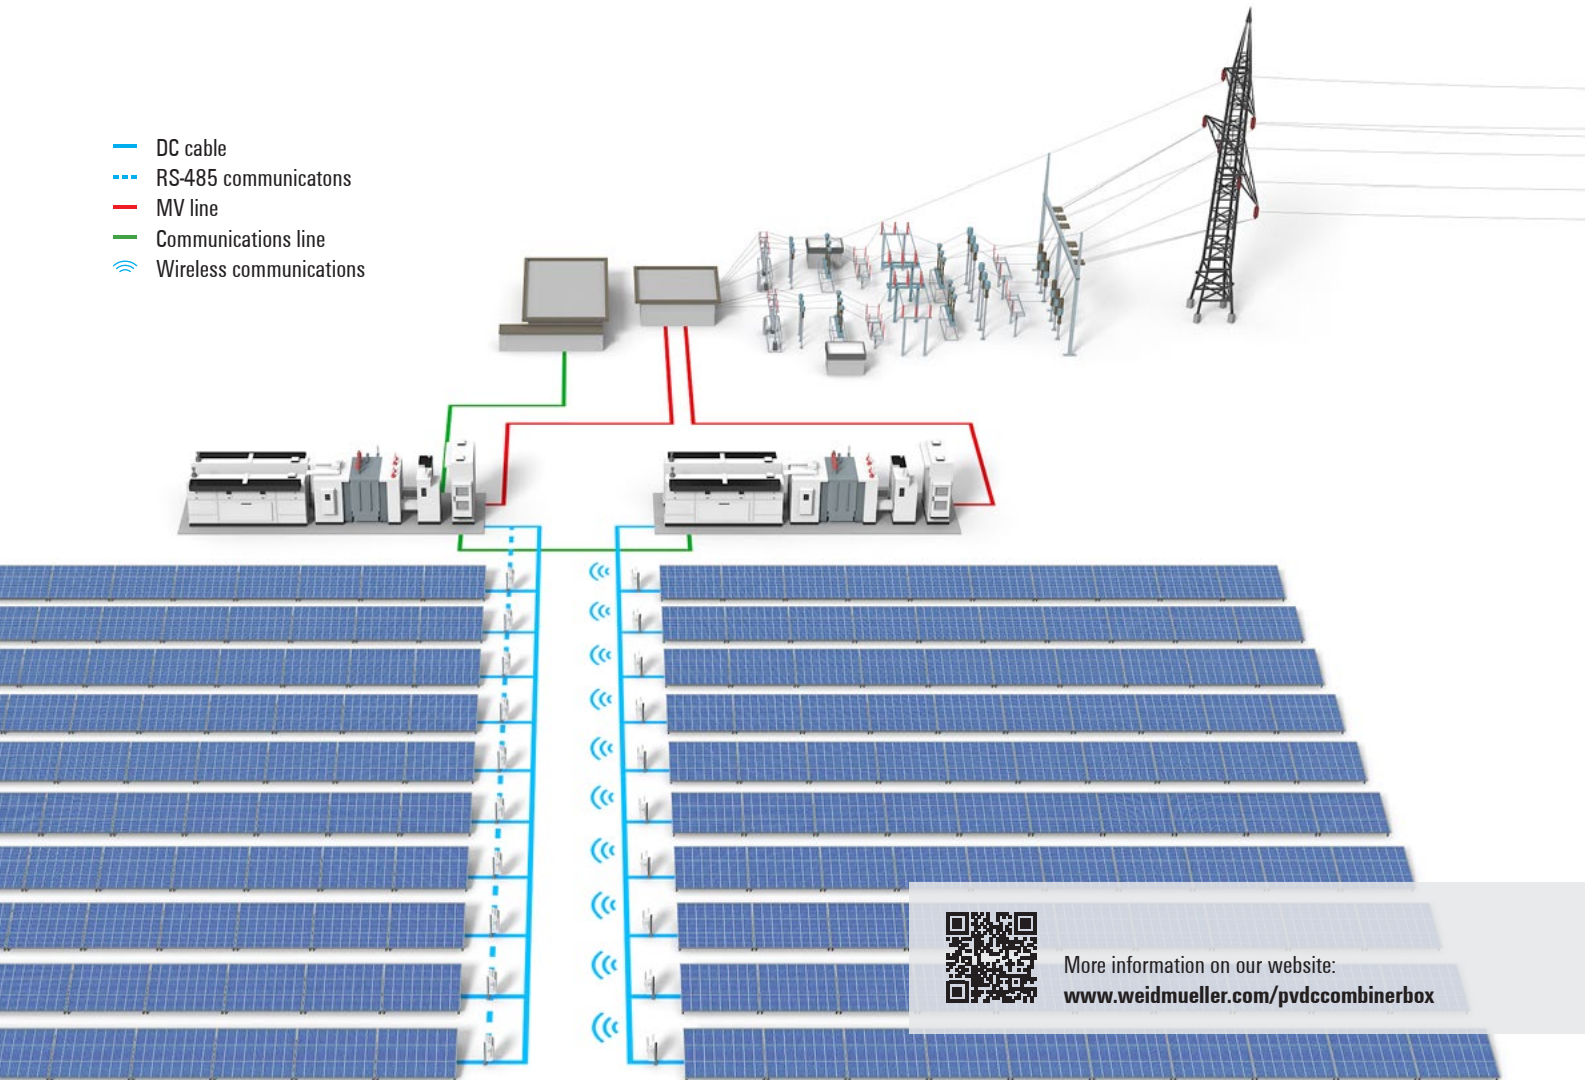 DC cable
RS-485 communicatons
MV line
Communications line
Wireless communications
More information on our website:
www.weidmueller.com/pvdccombinerbox